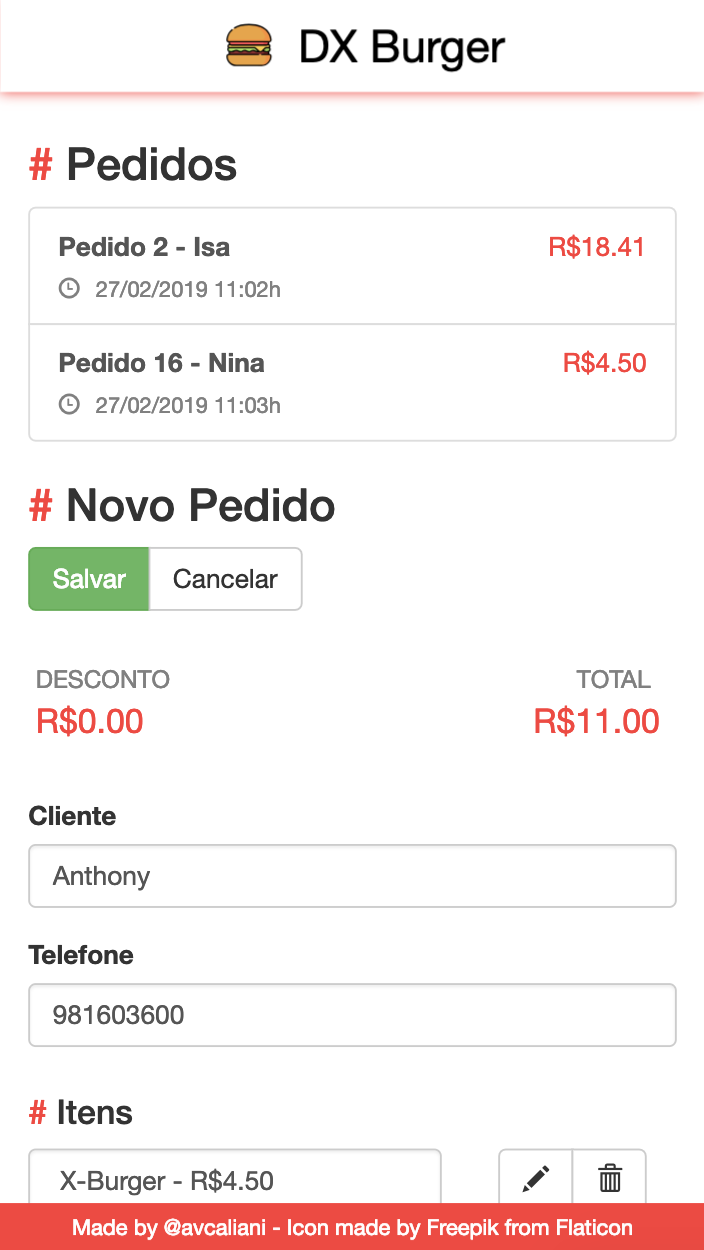 DX Burger
# Pedidos
Pedido 2 - Isa R$18.41
27/02/2019 11:02h
Pedido 16 - Nina R$4.50
27/02/2019 11:03h
# Novo Pedido
Salvar Cancelar
DESCONTO TOTAL
R$0.00 R$11.00
Cliente
Anthony
Telefone
981603600
# Itens
X-Burger - R$4.50
Made by @avcaliani - Icon made by Freepik from Flaticon